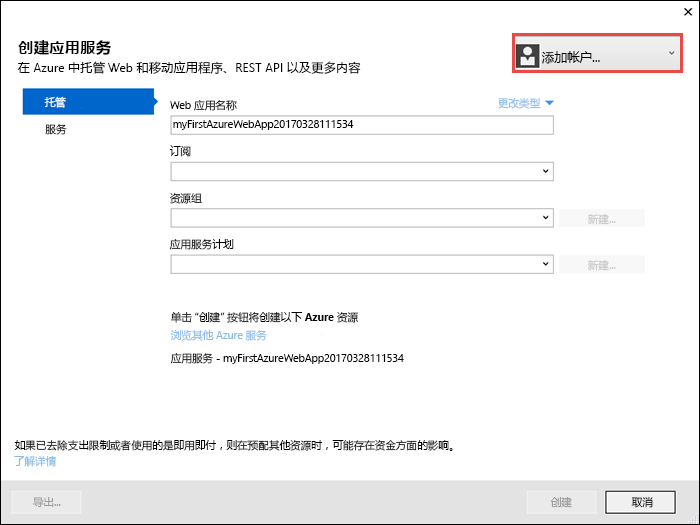 创建应用服务
在 Azure 中托管 Web 和移动应用程序、REST API 以及更多内容
添加帐户...
托管
服务
Web 应用名称
更改类型
myFirstAzureWebApp20170328111534
订阅
资源组
新建...
应用服务计划
新建...
单击 “创建” 按钮将创建以下 Azure 资源
浏览其他 Azure 服务
应用服务 - myFirstAzureWebApp20170328111534
如果已去除支出限制或者使用的是即用即付，则在预配其他资源时，可能存在资金方面的影响。
了解详情
导出...
创建
取消